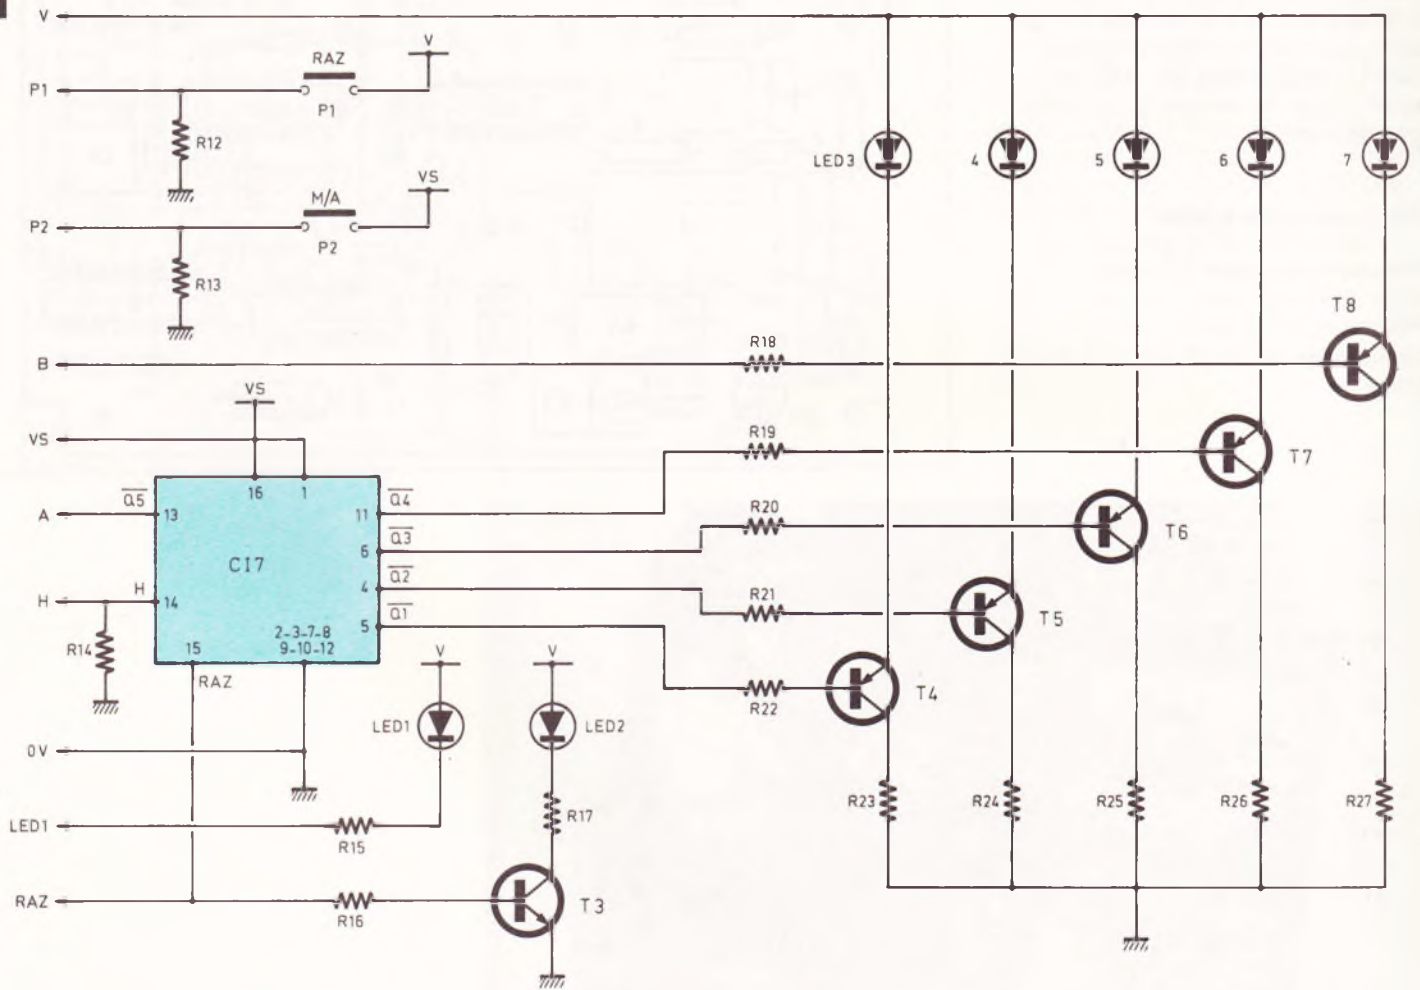 V
RAZ
V
P1
P1
R12
LED3
4
5
6
7
M/A
VS
P2
P2
R13
T8
B
R18
VS
VS
R19
T7
16
1
Q5
13
Q4
11
A
R20
T6
Q3
6
CI7
Q2
4
R21
T5
H
H
14
Q1
5
R14
15
2-3-7-8
9-10-12
RAZ
V
V
R22
T4
LED1
LED2
0V
R23
R24
R25
R26
R27
R17
LED1
R15
RAZ
R16
T3